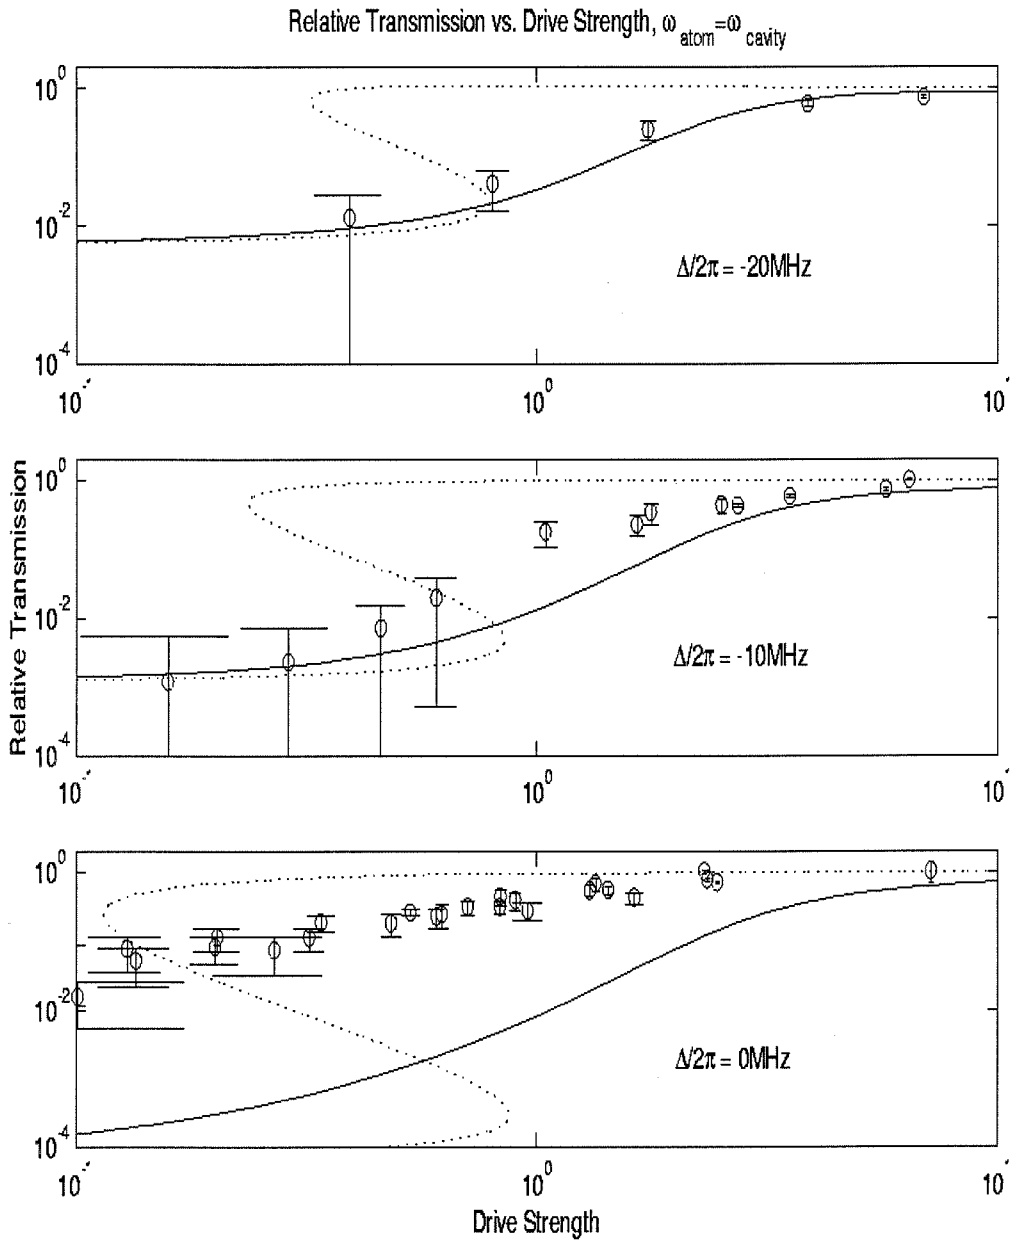 Relative Transmission vs. Drive Strength, ω_atom=ω_cavity
10^0
10^-2
10^-4
Δ/2π = -20MHz
10^0
Relative Transmission
10^0
10^-2
10^-4
Δ/2π = -10MHz
10^0
10^0
10^-2
10^-4
Δ/2π = 0MHz
10^0
Drive Strength